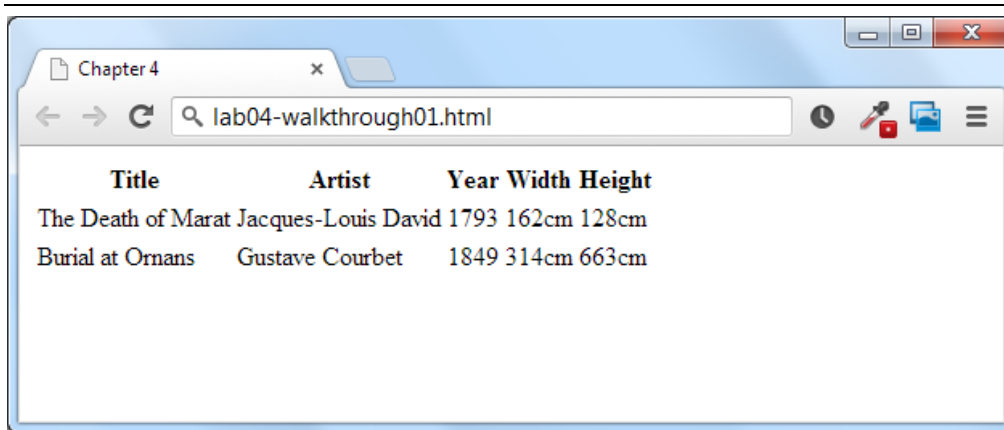 Chapter 4
lab04-walkthrough01.html
Title Artist Year Width Height
The Death of Marat Jacques-Louis David 1793 162cm 128cm
Burial at Ornans Gustave Courbet 1849 314cm 663cm